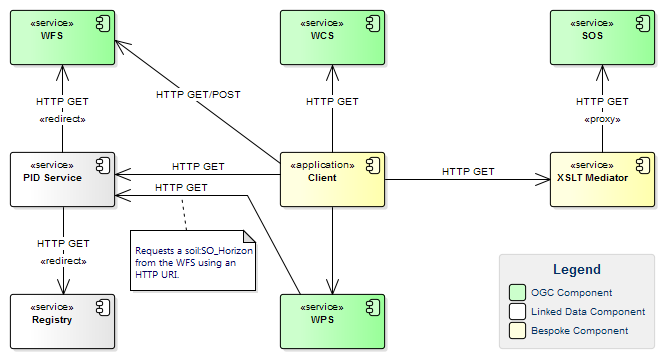 «service»
WFS
«service»
WCS
«service»
SOS
HTTP GET
«redirect»
HTTP GET/POST
HTTP GET
HTTP GET
«proxy»
«service»
PID Service
HTTP GET
«application»
Client
HTTP GET
«service»
XSLT Mediator
HTTP GET
HTTP GET
«redirect»
Requests a soil:SO_Horizon
from the WFS using an
HTTP URI.
«service»
Registry
«service»
WPS
Legend
OGC Component
Linked Data Component
Bespoke Component